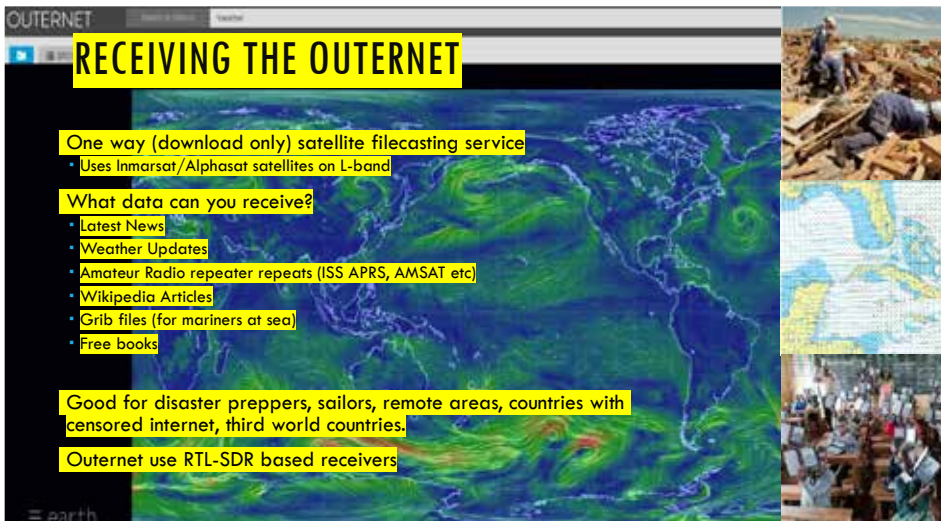 OUTERNET
RECEIVING THE OUTERNET
One way (download only) satellite filecasting service
Uses Inmarsat/Alphasat satellites on L-band
What data can you receive?
Latest News
Weather Updates
Amateur Radio repeater repeats (ISS APRS, AMSAT etc)
Wikipedia Articles
Grib files (for mariners at sea)
Free books
Good for disaster preppers, sailors, remote areas, countries with
censored internet, third world countries.
Outernet use RTL-SDR based receivers
earth